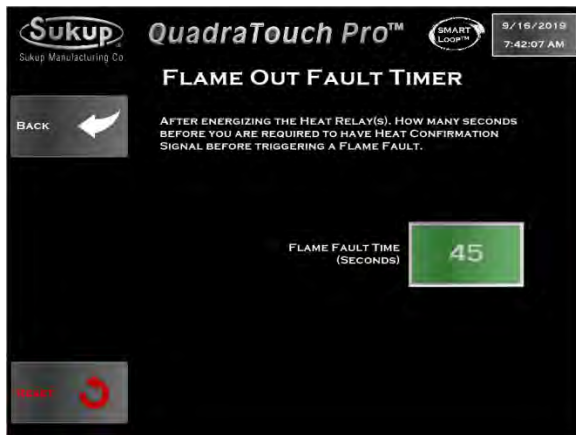 Sukup®
Sukup Manufacturing Co
QuadraTouch Pro™
SMART
LOOP™
9/16/2019
7:42:07 AM
FLAME OUT FAULT TIMER
BACK
AFTER ENERGIZING THE HEAT RELAY(S). HOW MANY SECONDS
BEFORE YOU ARE REQUIRED TO HAVE HEAT CONFIRMATION
SIGNAL BEFORE TRIGGERING A FLAME FAULT.
FLAME FAULT TIME
(SECONDS)
45
RESET